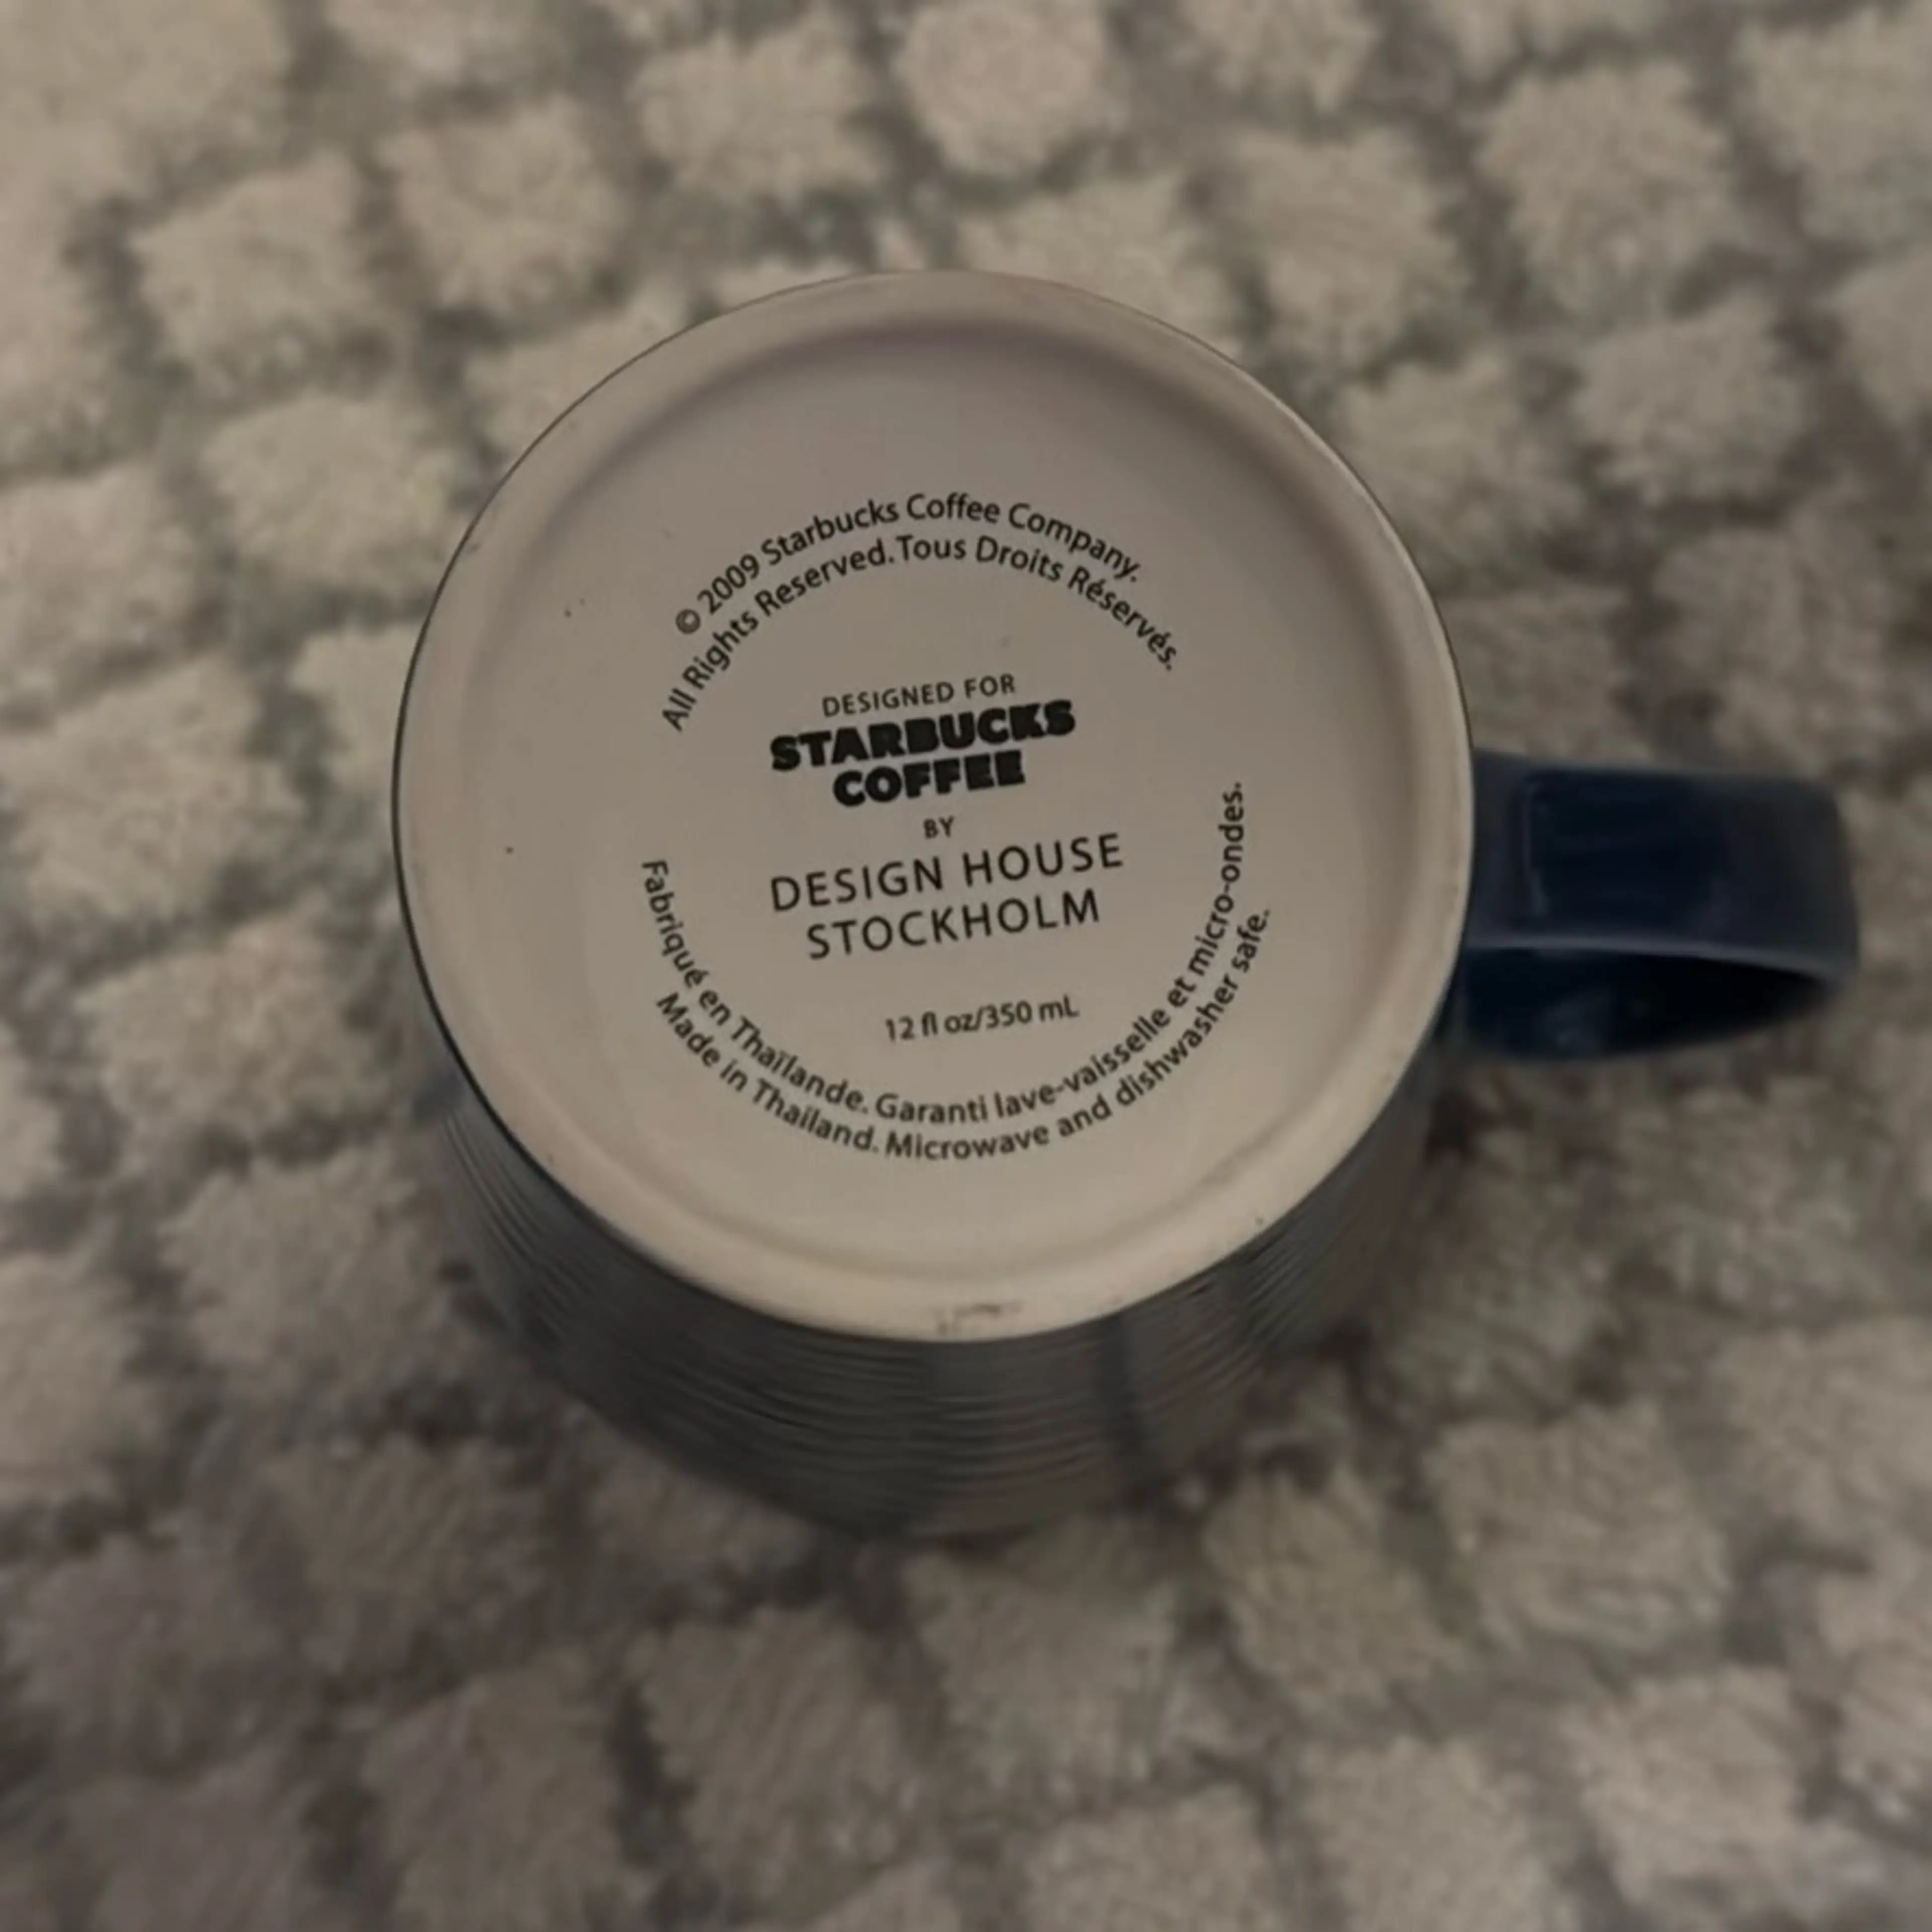 © 2009 Starbucks Coffee Company.
All Rights Reserved. Tous Droits Réservés.
DESIGNED FOR
STARBUCKS
COFFEE
BY
DESIGN HOUSE
STOCKHOLM
12 fl oz/350 mL
Fabriqué en Thaïlande. Garanti lave-vaisselle et micro-ondes.
Made in Thailand. Microwave and dishwasher safe.